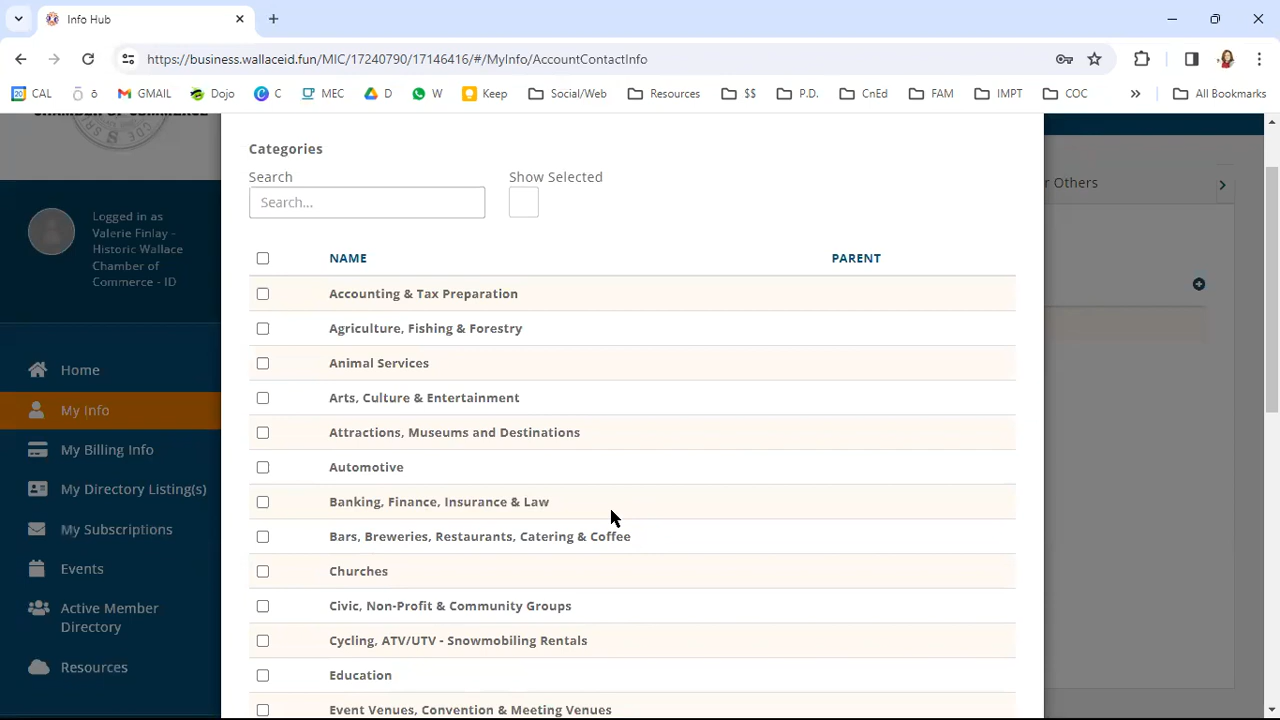 Info Hub
https://business.wallaceid.fun/MIC/17240790/17146416/#/MyInfo/AccountContactInfo
CAL
ō
GMAIL
Dojo
C
MEC
D
W
Keep
Social/Web
Resources
$$
P.D.
CnEd
FAM
IMPT
COC
All Bookmarks
CHAMBER OF COMMERCE
Categories
Search
Show Selected
Search...
r Others
Logged in as
Valerie Finlay -
Historic Wallace
Chamber of
Commerce - ID
NAME
PARENT
Accounting & Tax Preparation
Agriculture, Fishing & Forestry
Animal Services
Arts, Culture & Entertainment
Attractions, Museums and Destinations
Automotive
Banking, Finance, Insurance & Law
Bars, Breweries, Restaurants, Catering & Coffee
Churches
Civic, Non-Profit & Community Groups
Cycling, ATV/UTV - Snowmobiling Rentals
Education
Event Venues, Convention & Meeting Venues
Home
My Info
My Billing Info
My Directory Listing(s)
My Subscriptions
Events
Active Member
Directory
Resources